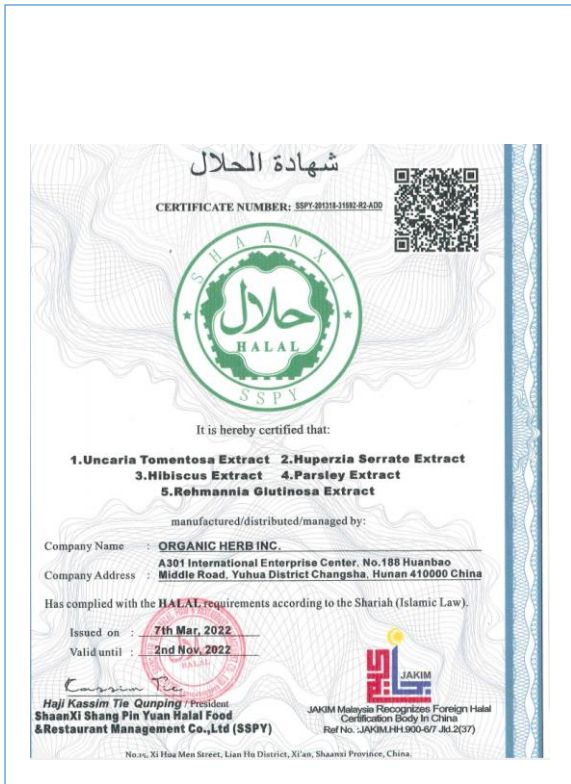 شهادة الحلال
CERTIFICATE NUMBER: SSPY-201310-31692-R2-ADD
SHAANXI
حلال
HALAL
SSPY
It is hereby certified that:
1.Uncaria Tomentosa Extract 2.Huperzia Serrate Extract
3.Hibiscus Extract 4.Parsley Extract
5.Rehmannia Glutinosa Extract
manufactured/distributed/managed by:
Company Name : ORGANIC HERB INC.
A301 International Enterprise Center, No.188 Huanbao
Company Address : Middle Road, Yuhua District Changsha, Hunan 410000 China
Has complied with the HALAL requirements according to the Shariah (Islamic Law).
Issued on : 7th Mar, 2022
Valid until : 2nd Nov, 2022
HALAL
Kassim Tie
Haji Kassim Tie Qunping / President
ShaanXi Shang Pin Yuan Halal Food
&Restaurant Management Co.,Ltd (SSPY)
JAKIM
JAKIM Malaysia Recognizes Foreign Halal
Certification Body In China
Ref No. :JAKIM.HH.900-6/7 Jld.2(37)
No.15, Xi Hua Men Street, Lian Hu District, Xi'an, Shaanxi Province, China.